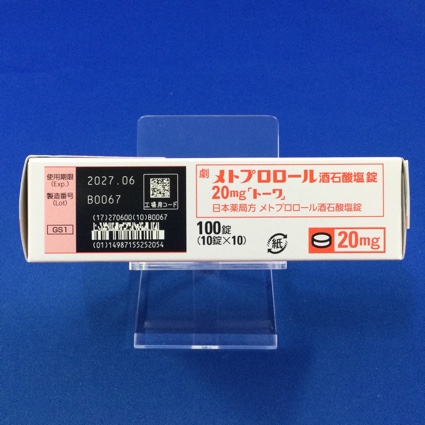 使用期限
(Exp.)
2027.06
製造番号
(Lot)
B0067
工場用コード
GS1
(17)270600(10)B0067
(01)14987155252054
劇 メトプロロール酒石酸塩錠
20mg「トーワ」
日本薬局方 メトプロロール酒石酸塩錠
100錠
(10錠×10)
紙
20mg